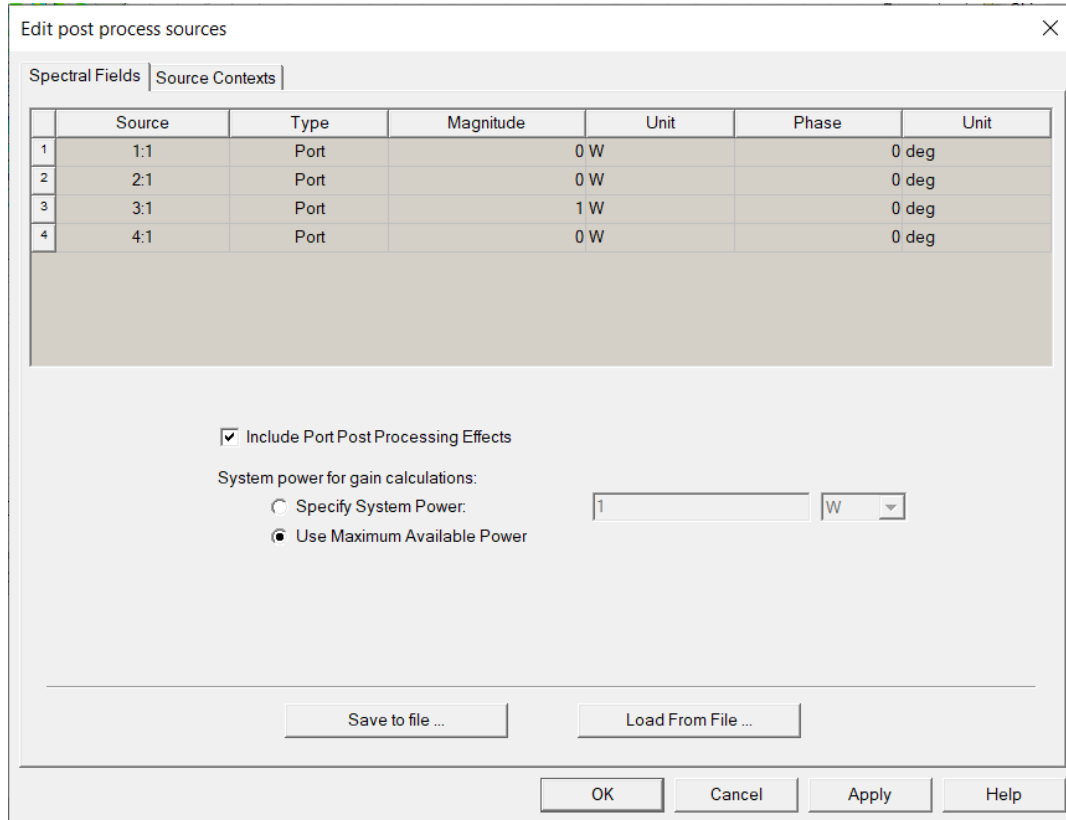 Edit post process sources
Spectral Fields Source Contexts
Source Type Magnitude Unit Phase Unit
1 1:1 Port 0 W 0 deg
2 2:1 Port 0 W 0 deg
3 3:1 Port 1 W 0 deg
4 4:1 Port 0 W 0 deg
Include Port Post Processing Effects
System power for gain calculations:
Specify System Power: 1 W
Use Maximum Available Power
Save to file ... Load From File ...
OK Cancel Apply Help